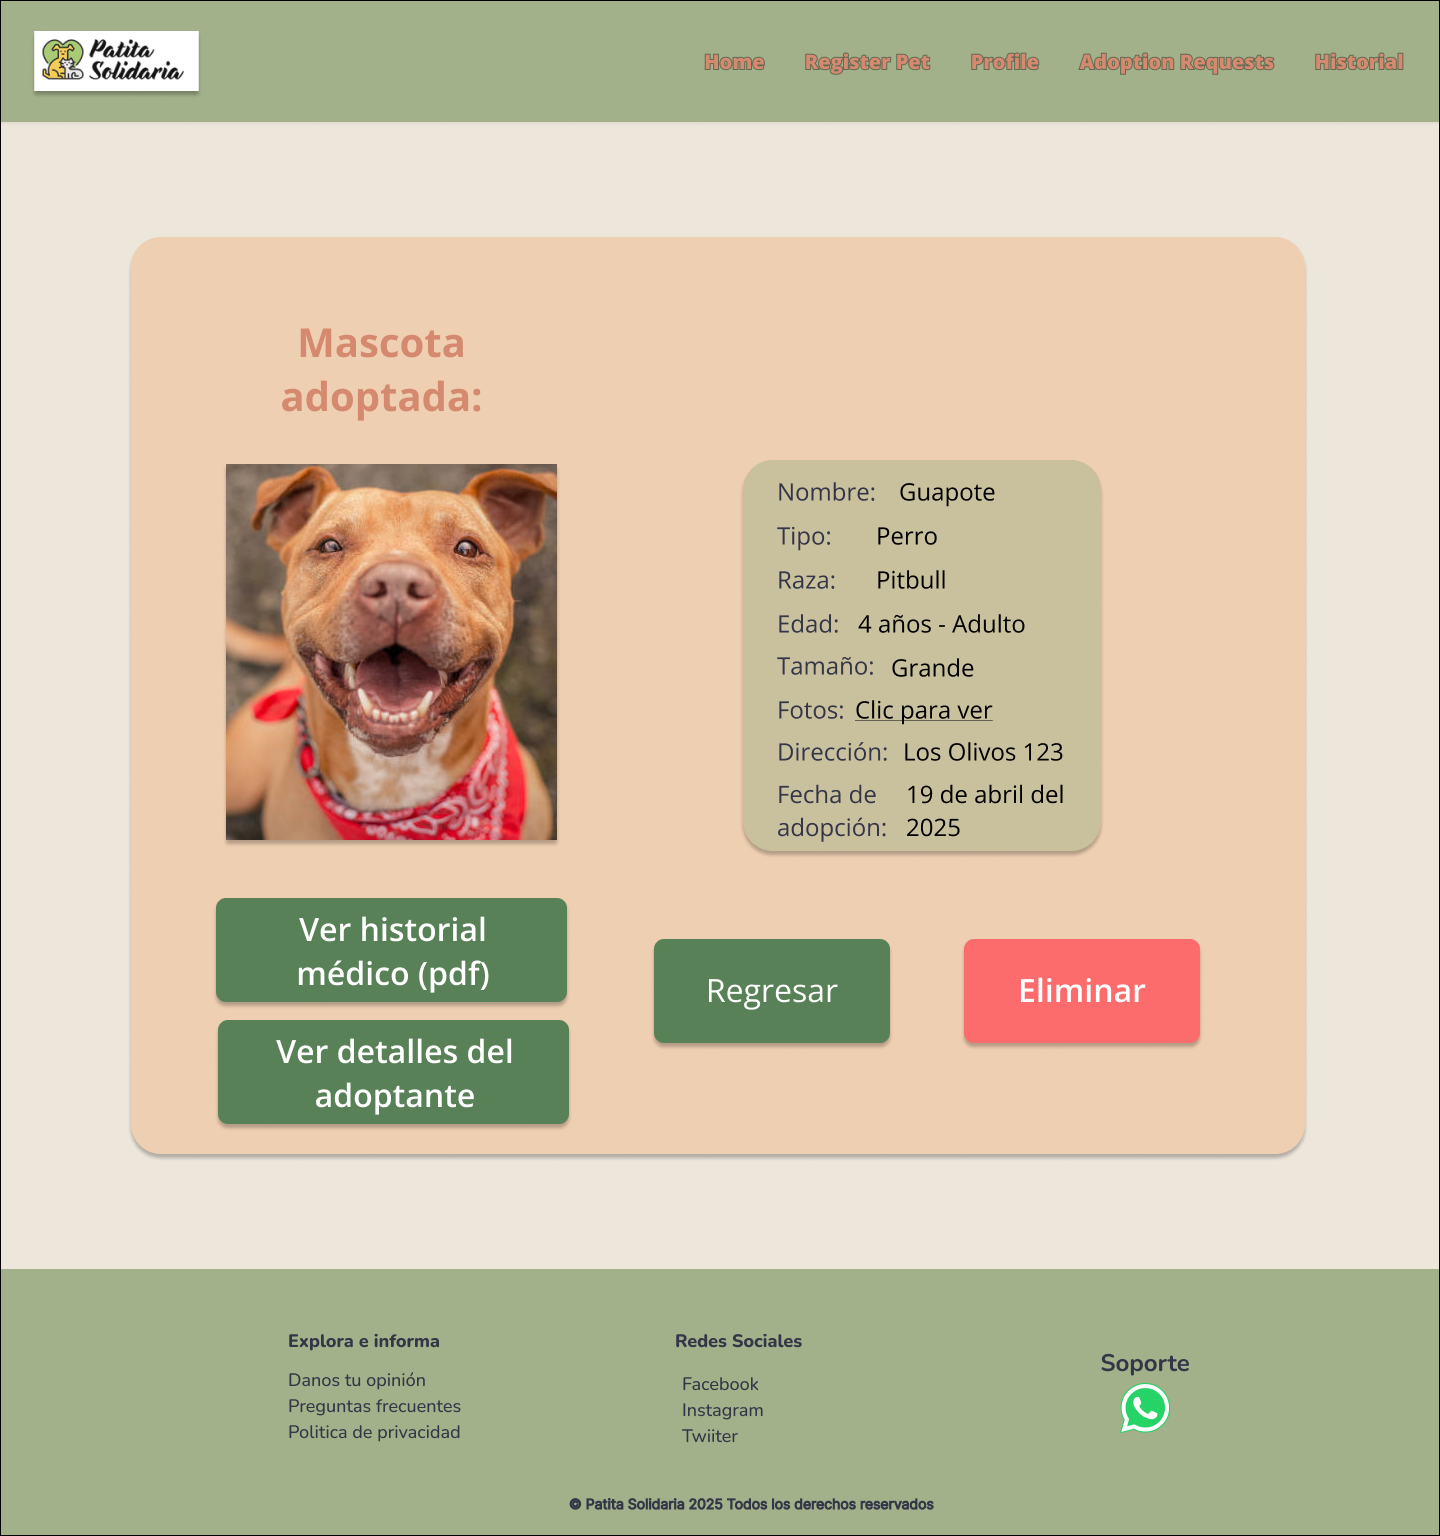 Patita
Solidaria
Home Register Pet Profile Adoption Requests Historial
Mascota
adoptada:
Nombre: Guapote
Tipo: Perro
Raza: Pitbull
Edad: 4 años - Adulto
Tamaño: Grande
Fotos: Clic para ver
Dirección: Los Olivos 123
Fecha de 19 de abril del
adopción: 2025
Ver historial
médico (pdf)
Ver detalles del
adoptante
Regresar
Eliminar
Explora e informa
Danos tu opinión
Preguntas frecuentes
Politica de privacidad
Redes Sociales
Facebook
Instagram
Twiiter
Soporte
© Patita Solidaria 2025 Todos los derechos reservados